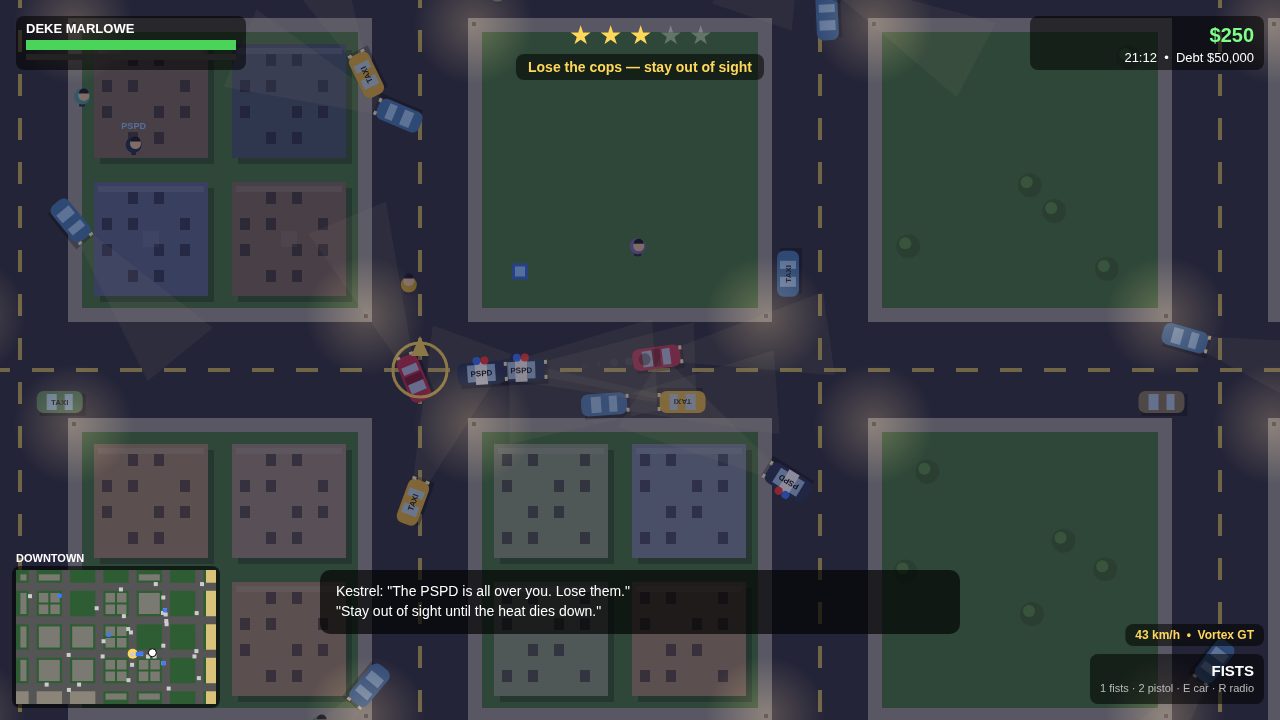 DEKE MARLOWE
Lose the cops — stay out of sight
$250
21:12 • Debt $50,000
TAXI
PSPD
TAXI
PSPD
PSPD
TAXI
TAXI
PSPD
TAXI
DOWNTOWN
Kestrel: "The PSPD is all over you. Lose them."
"Stay out of sight until the heat dies down."
43 km/h • Vortex GT
FISTS
1 fists · 2 pistol · E car · R radio